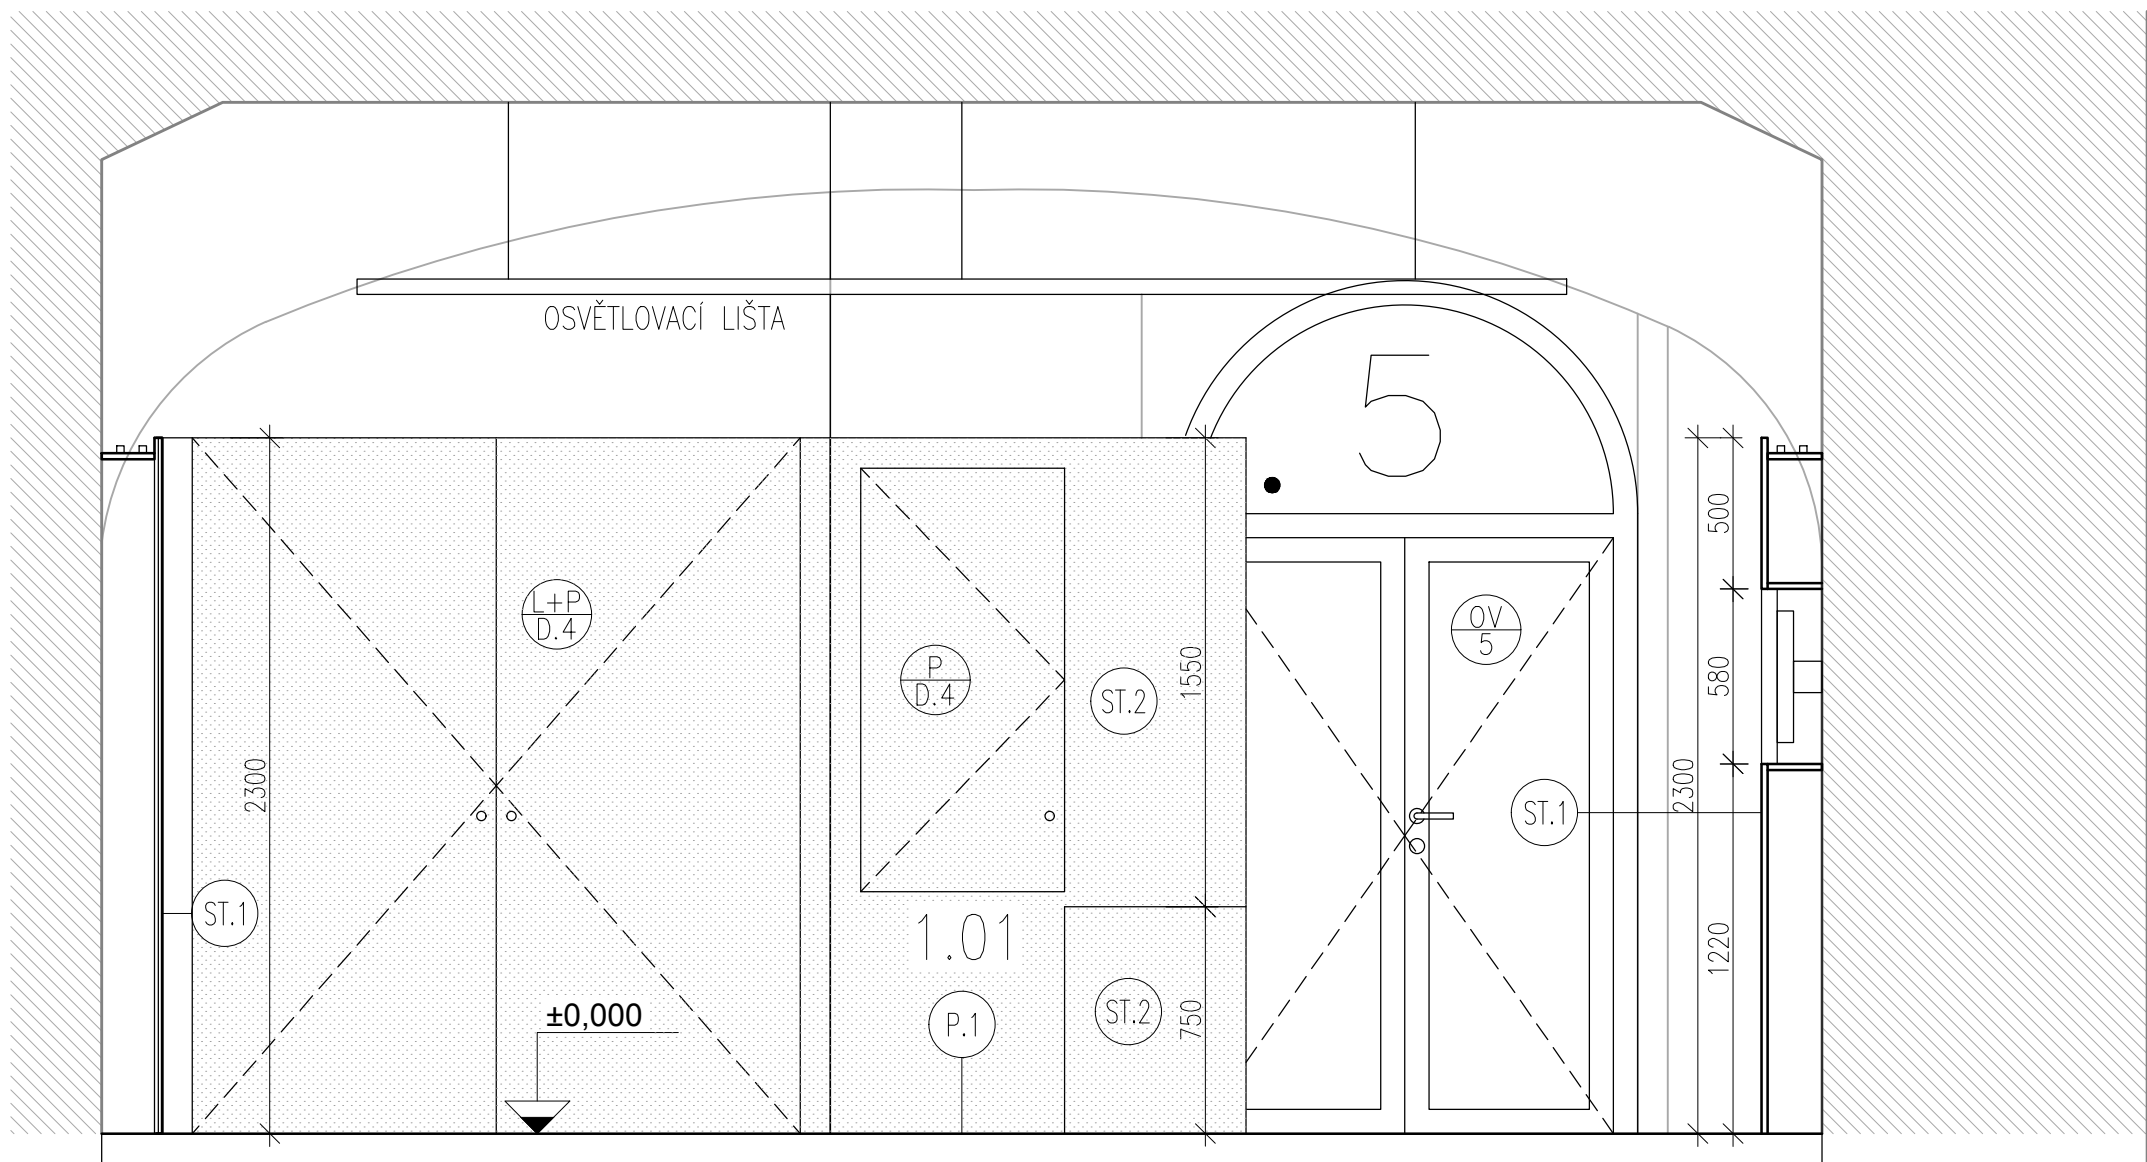 OSVĚTLOVACÍ LIŠTA
5
500
L+P
D.4
OV
5
P
D.4
ST.2
1550
580
2300
ST.1
2300
ST.1
1.01
1220
±0,000
P.1
ST.2
750